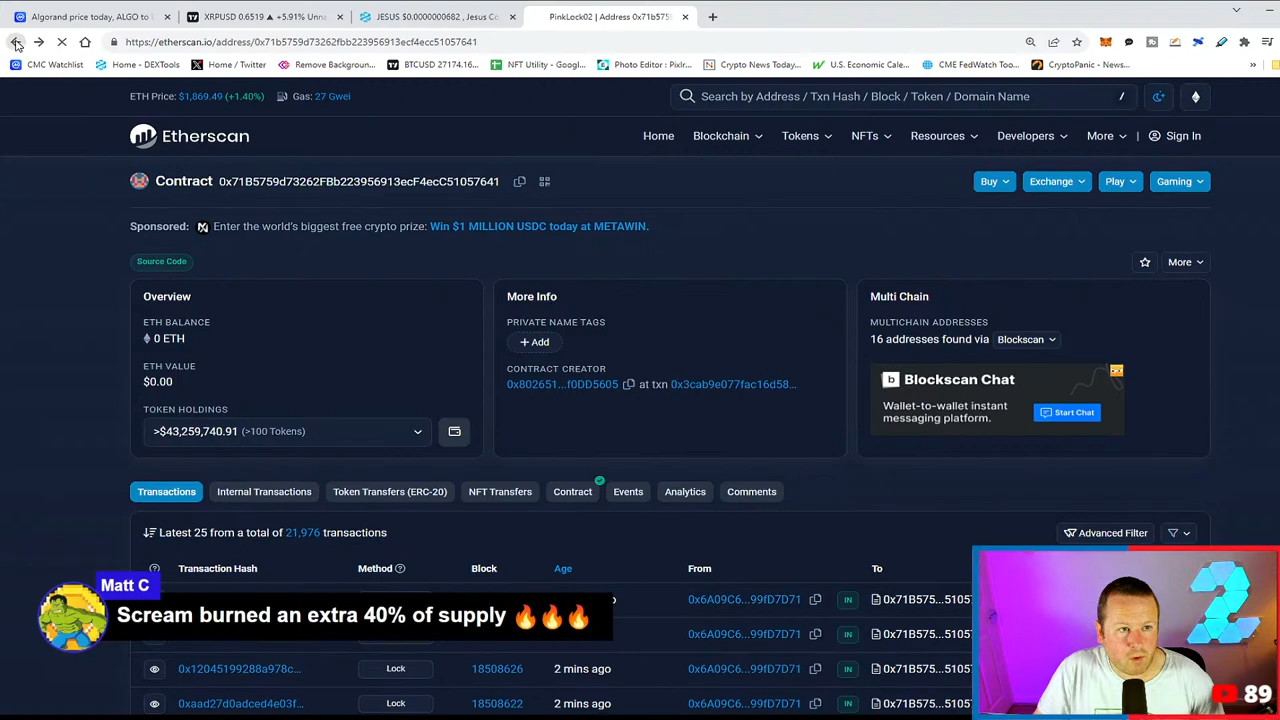 Algorand price today, ALGO to
XRPUSD 0.6519 ▲ +5.91% Unna
JESUS $0.0000000682 , Jesus Co
PinkLock02 | Address 0x71b5759
https://etherscan.io/address/0x71b5759d73262fbb223956913ecf4ecc51057641
CMC Watchlist
Home - DEXTools
Home / Twitter
Remove Backgroun...
BTCUSD 27174.16...
NFT Utility - Googl...
Photo Editor : Pixlr...
Crypto News Today...
U.S. Economic Cale...
CME FedWatch Too...
CryptoPanic - News...
ETH Price: $1,869.49 (+1.40%) Gas: 27 Gwei
Search by Address / Txn Hash / Block / Token / Domain Name /
Etherscan
Home Blockchain Tokens NFTs Resources Developers More | Sign In
Contract 0x71B5759d73262FBb223956913ecF4ecC51057641
Buy Exchange Play Gaming
Sponsored: Enter the world's biggest free crypto prize: Win $1 MILLION USDC today at METAWIN.
Source Code
More
Overview
ETH BALANCE
0 ETH
ETH VALUE
$0.00
TOKEN HOLDINGS
>$43,259,740.91 (>100 Tokens)
More Info
PRIVATE NAME TAGS
+ Add
CONTRACT CREATOR
0x802651...f0DD5605 at txn 0x3cab9e077fac16d58...
Multi Chain
MULTICHAIN ADDRESSES
16 addresses found via Blockscan
b Blockscan Chat
Wallet-to-wallet instant
messaging platform.
Start Chat
Transactions Internal Transactions Token Transfers (ERC-20) NFT Transfers Contract Events Analytics Comments
Latest 25 from a total of 21,976 transactions
Advanced Filter
Transaction Hash Method Block Age From To
0x6A09C6...99fD7D71 IN 0x71B575...5105
Matt C
Scream burned an extra 40% of supply 🔥🔥🔥
0x6A09C6...99fD7D71 IN 0x71B575...5105
0x12045199288a978c... Lock 18508626 2 mins ago 0x6A09C6...99fD7D71 IN 0x71B575...5105
0xaad27d0adced4e03f... Lock 18508622 2 mins ago 0x6A09C6...99fD7D71 IN 0x71B575...5105
89